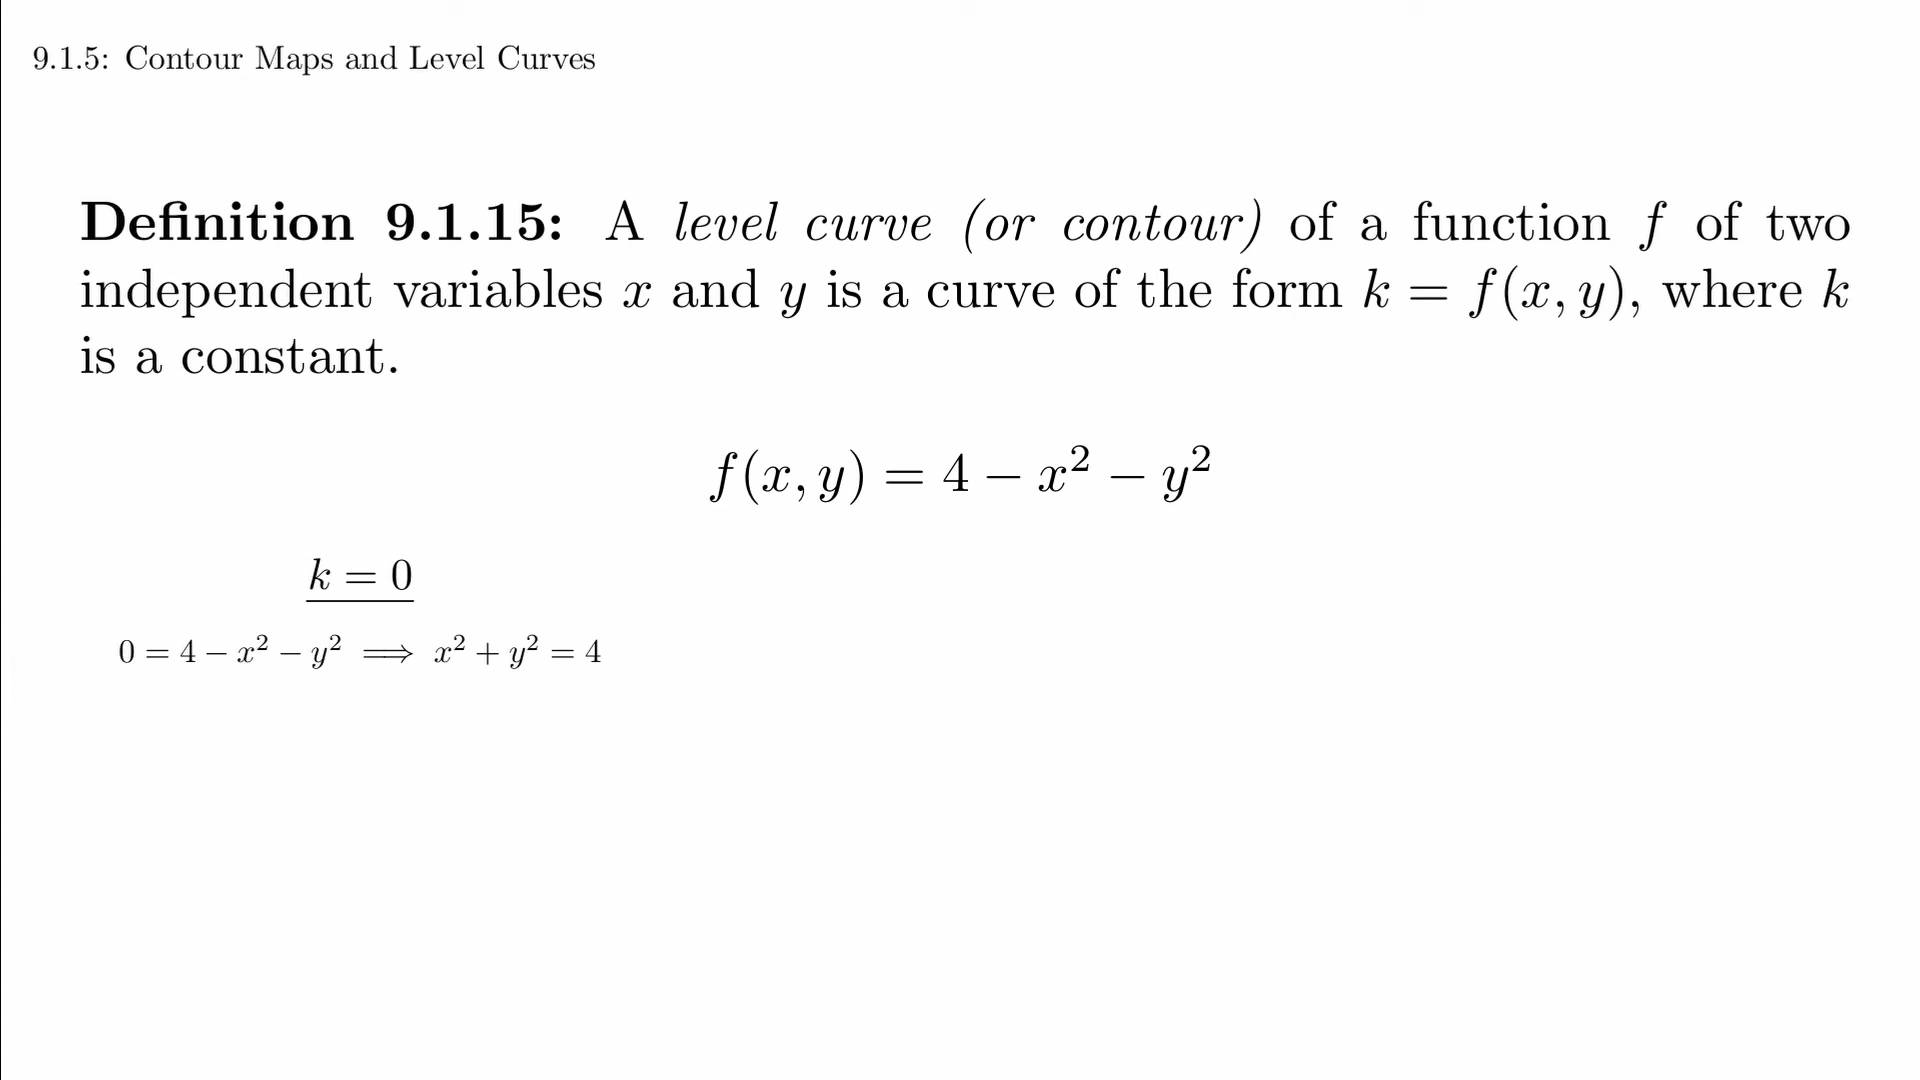 9.1.5: Contour Maps and Level Curves
Definition 9.1.15: A level curve (or contour) of a function f of two
independent variables x and y is a curve of the form k = f(x, y), where k
is a constant.
f(x, y) = 4 − x² − y²
k = 0
0 = 4 − x² − y² ⟹ x² + y² = 4